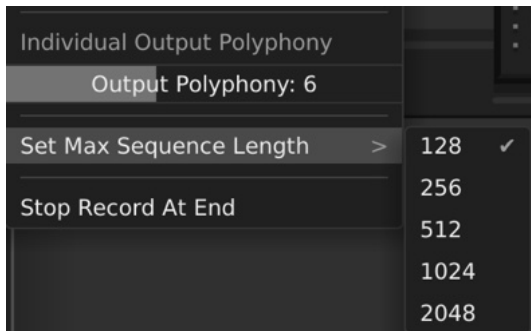 Individual Output Polyphony
Output Polyphony: 6
Set Max Sequence Length > 128 ✔
256
Stop Record At End
512
1024
2048